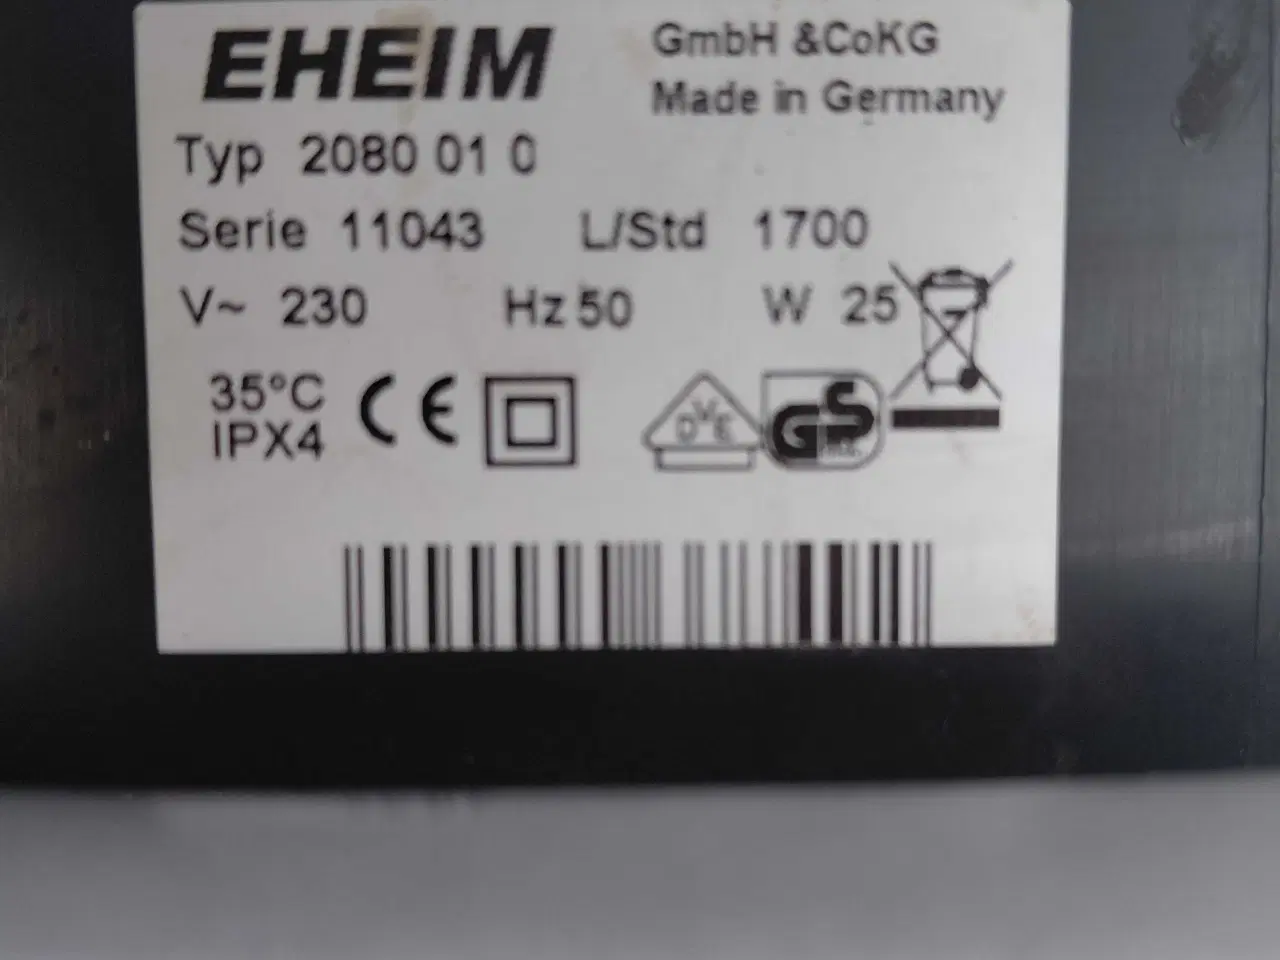 EHEIM
GmbH &CoKG
Made in Germany
Typ 2080 01 0
Serie 11043 L/Std 1700
V~ 230 Hz 50 W 25
35°C
IPX4
CE
DVE
GS